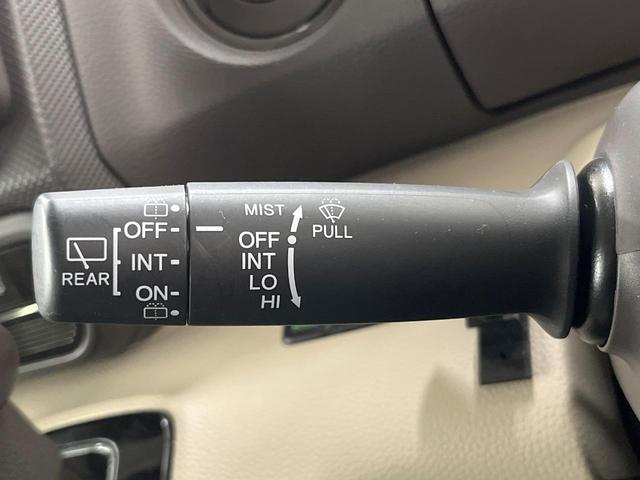 REAR
OFF
INT
ON
MIST
OFF
INT
LO
HI
PULL